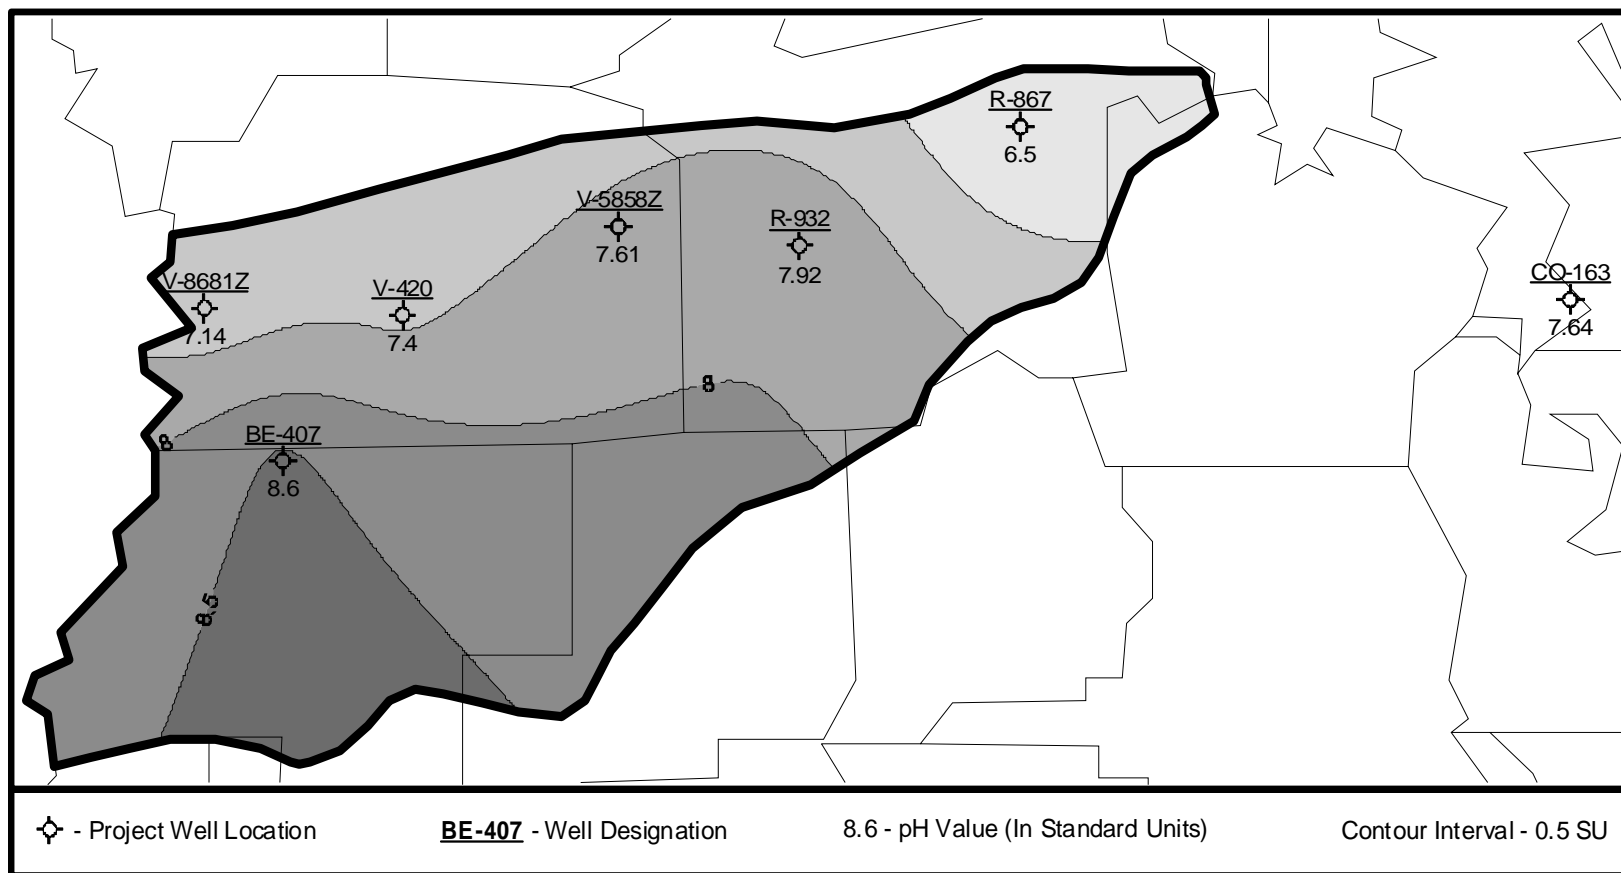 R-867
6.5
V-5858Z
7.61
R-932
7.92
V-8681Z
7.14
V-420
7.4
CO-163
7.64
8
8
BE-407
8.6
8.5
- Project Well Location
BE-407 - Well Designation
8.6 - pH Value (In Standard Units)
Contour Interval - 0.5 SU